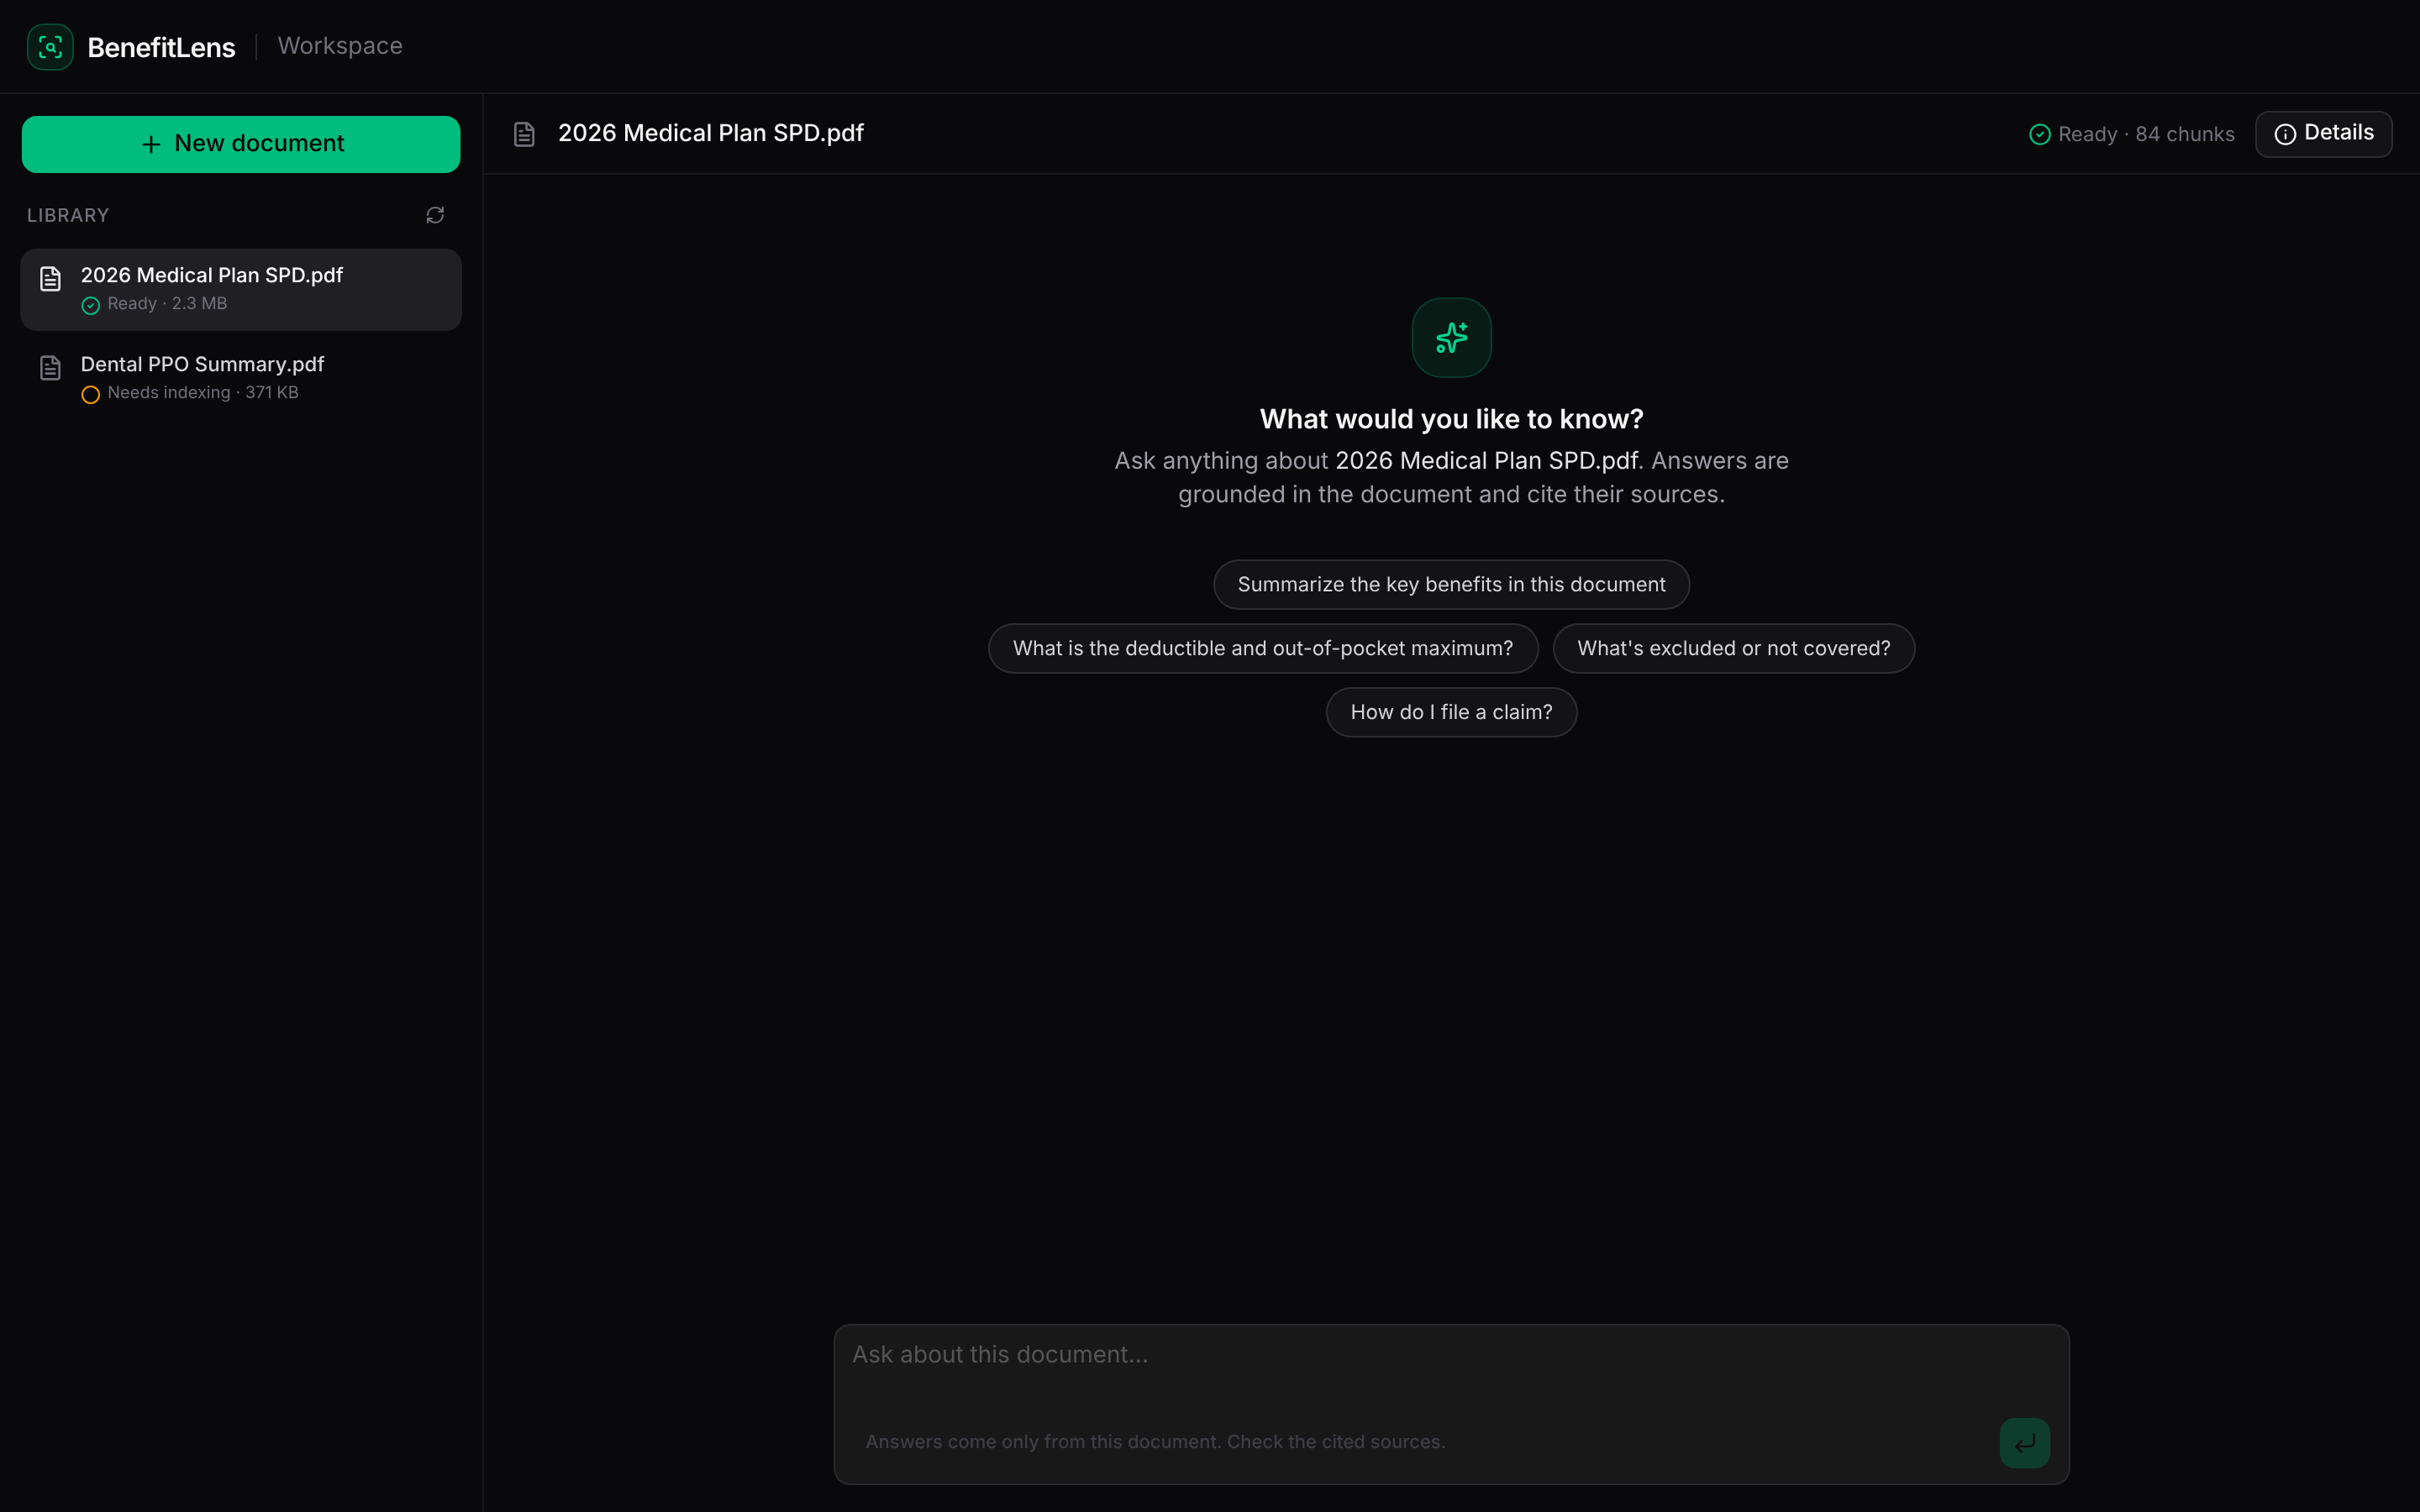 BenefitLens
Workspace
New document
LIBRARY
2026 Medical Plan SPD.pdf
Ready · 2.3 MB
Dental PPO Summary.pdf
Needs indexing · 371 KB
2026 Medical Plan SPD.pdf
Ready · 84 chunks
Details
What would you like to know?
Ask anything about 2026 Medical Plan SPD.pdf. Answers are
grounded in the document and cite their sources.
Summarize the key benefits in this document
What is the deductible and out-of-pocket maximum?
What's excluded or not covered?
How do I file a claim?
Ask about this document...
Answers come only from this document. Check the cited sources.